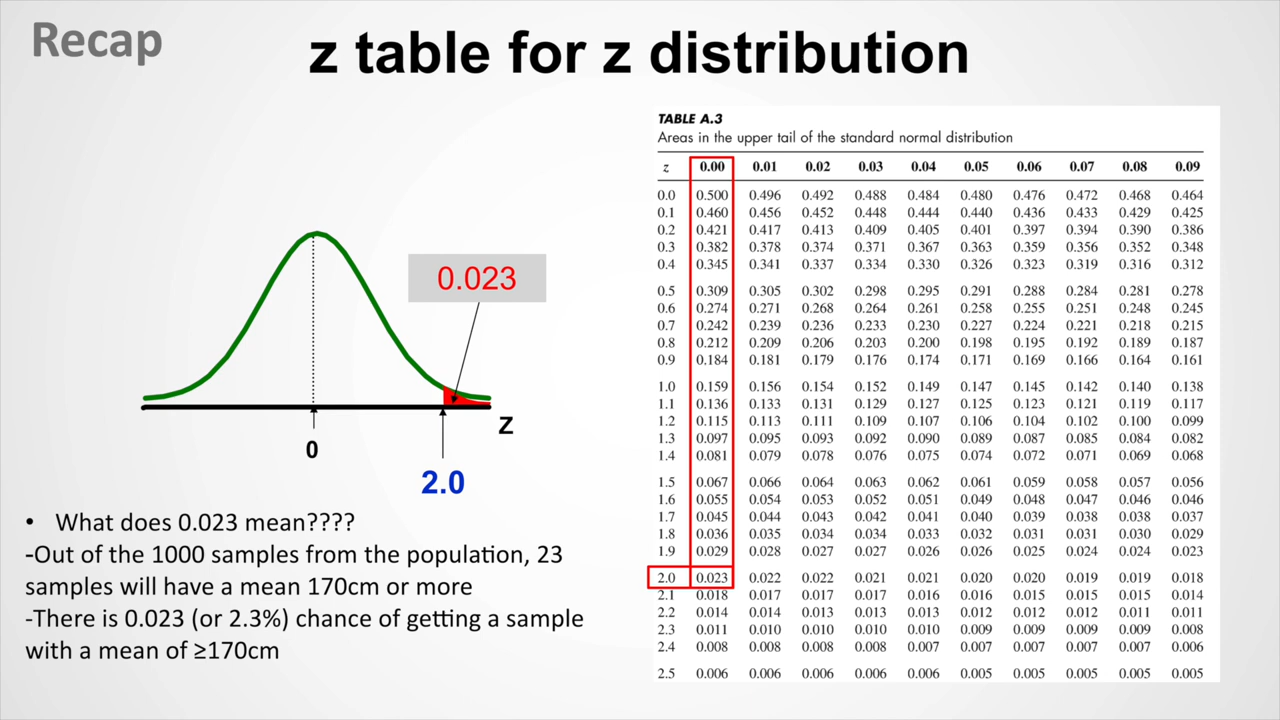 Recap
z table for z distribution
0.023
z
0
2.0
• What does 0.023 mean????
-Out of the 1000 samples from the population, 23
samples will have a mean 170cm or more
-There is 0.023 (or 2.3%) chance of getting a sample
with a mean of ≥170cm
TABLE A.3
Areas in the upper tail of the standard normal distribution
z 0.00 0.01 0.02 0.03 0.04 0.05 0.06 0.07 0.08 0.09
0.0 0.500 0.496 0.492 0.488 0.484 0.480 0.476 0.472 0.468 0.464
0.1 0.460 0.456 0.452 0.448 0.444 0.440 0.436 0.433 0.429 0.425
0.2 0.421 0.417 0.413 0.409 0.405 0.401 0.397 0.394 0.390 0.386
0.3 0.382 0.378 0.374 0.371 0.367 0.363 0.359 0.356 0.352 0.348
0.4 0.345 0.341 0.337 0.334 0.330 0.326 0.323 0.319 0.316 0.312
0.5 0.309 0.305 0.302 0.298 0.295 0.291 0.288 0.284 0.281 0.278
0.6 0.274 0.271 0.268 0.264 0.261 0.258 0.255 0.251 0.248 0.245
0.7 0.242 0.239 0.236 0.233 0.230 0.227 0.224 0.221 0.218 0.215
0.8 0.212 0.209 0.206 0.203 0.200 0.198 0.195 0.192 0.189 0.187
0.9 0.184 0.181 0.179 0.176 0.174 0.171 0.169 0.166 0.164 0.161
1.0 0.159 0.156 0.154 0.152 0.149 0.147 0.145 0.142 0.140 0.138
1.1 0.136 0.133 0.131 0.129 0.127 0.125 0.123 0.121 0.119 0.117
1.2 0.115 0.113 0.111 0.109 0.107 0.106 0.104 0.102 0.100 0.099
1.3 0.097 0.095 0.093 0.092 0.090 0.089 0.087 0.085 0.084 0.082
1.4 0.081 0.079 0.078 0.076 0.075 0.074 0.072 0.071 0.069 0.068
1.5 0.067 0.066 0.064 0.063 0.062 0.061 0.059 0.058 0.057 0.056
1.6 0.055 0.054 0.053 0.052 0.051 0.049 0.048 0.047 0.046 0.046
1.7 0.045 0.044 0.043 0.042 0.041 0.040 0.039 0.038 0.038 0.037
1.8 0.036 0.035 0.034 0.034 0.033 0.032 0.031 0.031 0.030 0.029
1.9 0.029 0.028 0.027 0.027 0.026 0.026 0.025 0.024 0.024 0.023
2.0 0.023 0.022 0.022 0.021 0.021 0.020 0.020 0.019 0.019 0.018
2.1 0.018 0.017 0.017 0.017 0.016 0.016 0.015 0.015 0.015 0.014
2.2 0.014 0.014 0.013 0.013 0.013 0.012 0.012 0.012 0.011 0.011
2.3 0.011 0.010 0.010 0.010 0.010 0.009 0.009 0.009 0.009 0.008
2.4 0.008 0.008 0.008 0.008 0.007 0.007 0.007 0.007 0.007 0.006
2.5 0.006 0.006 0.006 0.006 0.006 0.005 0.005 0.005 0.005 0.005